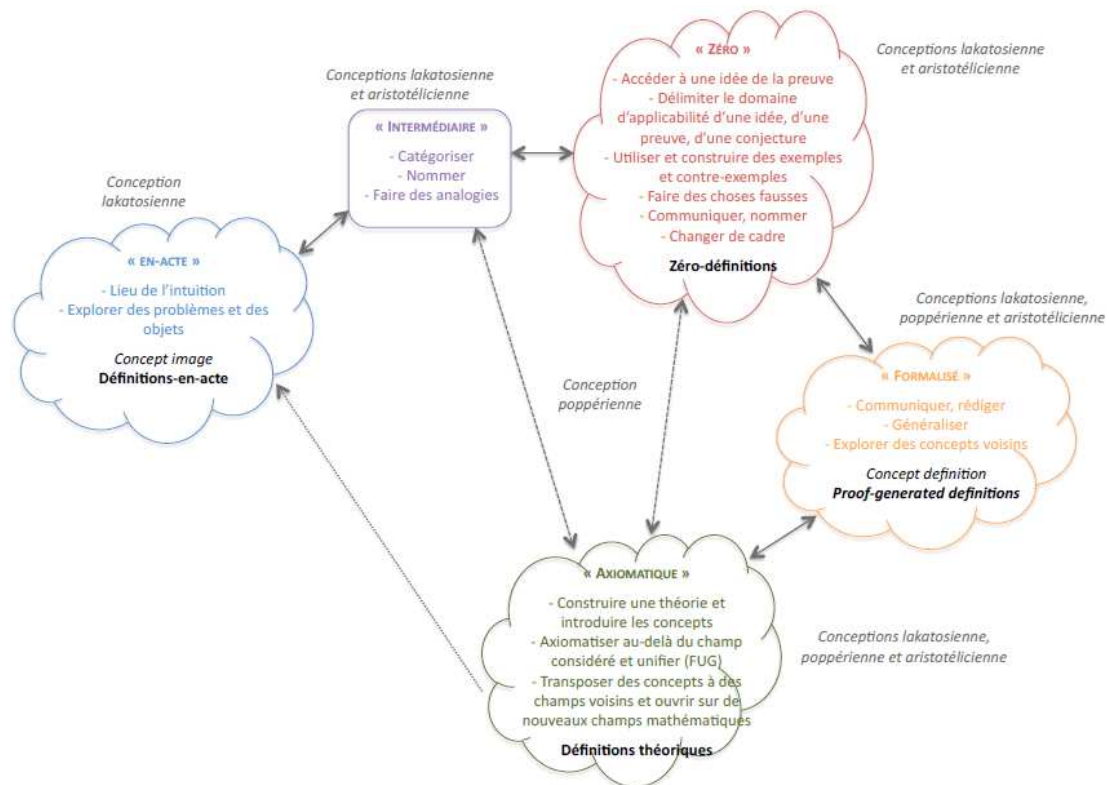 Conceptions lakatosienne
et aristotélicienne
« ZÉRO »
- Accéder à une idée de la preuve
- Délimiter le domaine
d'applicabilité d'une idée, d'une
preuve, d'une conjecture
- Utiliser et construire des exemples
et contre-exemples
- Faire des choses fausses
- Communiquer, nommer
- Changer de cadre
Zéro-définitions
Conceptions lakatosienne
et aristotélicienne
« INTERMÉDIAIRE »
- Catégoriser
- Nommer
- Faire des analogies
Conception
lakatosienne
« EN-ACTE »
- Lieu de l'intuition
- Explorer des problèmes et des
objets
Concept image
Définitions-en-acte
Conception
poppérienne
Conceptions lakatosienne,
poppérienne et aristotélicienne
« FORMALISÉ »
- Communiquer, rédiger
- Généraliser
- Explorer des concepts voisins
Concept definition
Proof-generated definitions
« AXIOMATIQUE »
- Construire une théorie et
introduire les concepts
- Axiomatiser au-delà du champ
considéré et unifier (FUG)
- Transposer des concepts à des
champs voisins et ouvrir sur de
nouveaux champs mathématiques
Définitions théoriques
Conceptions lakatosienne,
poppérienne et aristotélicienne